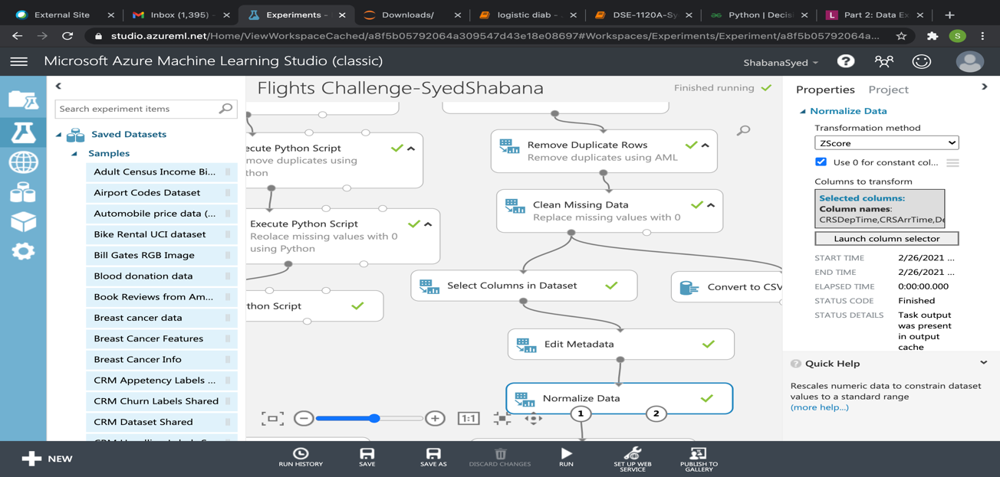 External Site
Inbox (1,395) -
Experiments -
Downloads/
logistic diab -
DSE-1120A-Sy
Python | Decis
L
Part 2: Data Ex
studio.azureml.net/Home/ViewWorkspaceCached/a8f5b05792064a309547d43e18e08697#Workspaces/Experiments/Experiment/a8f5b05792064a...
S
Microsoft Azure Machine Learning Studio (classic)
ShabanaSyed
?
Search experiment items
Saved Datasets
Samples
Adult Census Income Bi...
Airport Codes Dataset
Automobile price data (...
Bike Rental UCI dataset
Bill Gates RGB Image
Blood donation data
Book Reviews from Am...
Breast cancer data
Breast Cancer Features
Breast Cancer Info
CRM Appetency Labels ...
CRM Churn Labels Shared
CRM Dataset Shared
Flights Challenge-SyedShabana
Finished running
ecute Python Script
move duplicates using
thon
Execute Python Script
Reolace missing values with 0
using Python
thon Script
Remove Duplicate Rows
Remove duplicates using AML
Clean Missing Data
Replace missing values with 0
Select Columns in Dataset
Convert to CSV
Edit Metadata
Normalize Data
1
2
1:1
Properties
Project
Normalize Data
Transformation method
ZScore
Use 0 for constant col...
Columns to transform
Selected columns:
Column names:
CRSDepTime,CRSArrTime,De
Launch column selector
START TIME 2/26/2021 ...
END TIME 2/26/2021 ...
ELAPSED TIME 0:00:00.000
STATUS CODE Finished
STATUS DETAILS Task output
was present
in output
cache
? Quick Help
Rescales numeric data to constrain dataset
values to a standard range
(more help...)
NEW
RUN HISTORY
SAVE
SAVE AS
DISCARD CHANGES
RUN
SET UP WEB
SERVICE
PUBLISH TO
GALLERY